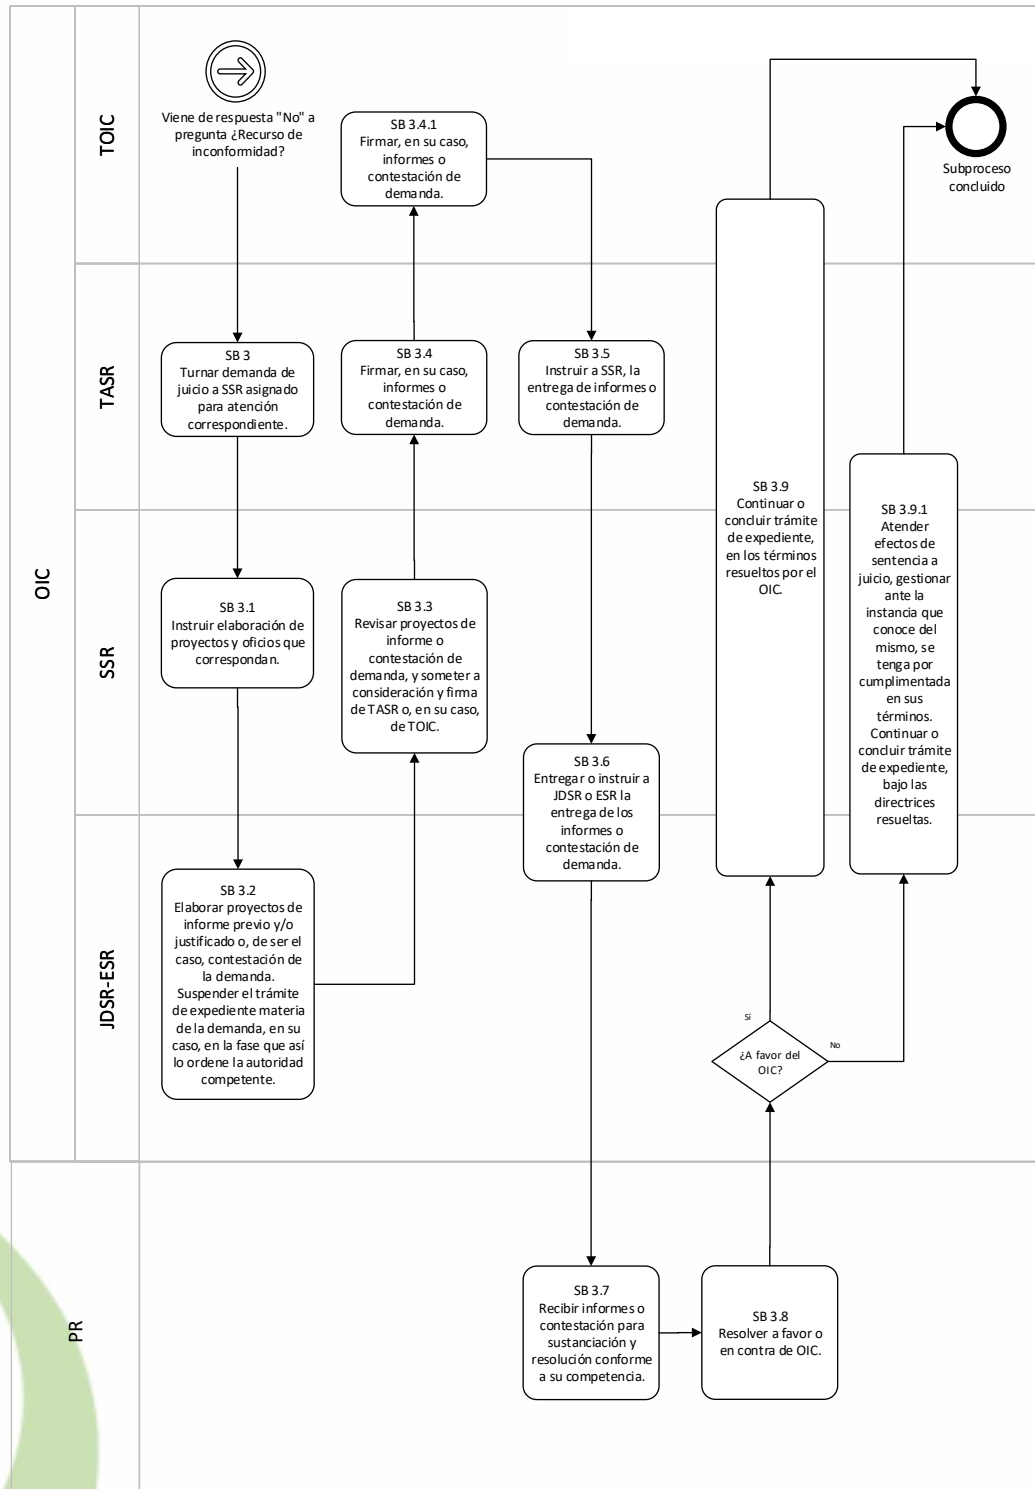 OIC
TOIC
TASR
SSR
JDSR-ESR
PR
Viene de respuesta "No" a
pregunta ¿Recurso de
inconformidad?
SB 3
Turnar demanda de
juicio a SSR asignado
para atención
correspondiente.
SB 3.1
Instruir elaboración de
proyectos y oficios que
correspondan.
SB 3.2
Elaborar proyectos de
informe previo y/o
justificado o, de ser el
caso, contestación de
la demanda.
Suspender el trámite
de expediente materia
de la demanda, en su
caso, en la fase que así
lo ordene la autoridad
competente.
SB 3.3
Revisar proyectos de
informe o
contestación de
demanda, y someter a
consideración y firma
de TASR o, en su caso,
de TOIC.
SB 3.4
Firmar, en su caso,
informes o
contestación de
demanda.
SB 3.4.1
Firmar, en su caso,
informes o
contestación de
demanda.
SB 3.5
Instruir a SSR, la
entrega de informes o
contestación de
demanda.
SB 3.6
Entregar o instruir a
JDSR o ESR la
entrega de los
informes o
contestación de
demanda.
SB 3.7
Recibir informes o
contestación para
sustanciación y
resolución conforme
a su competencia.
SB 3.8
Resolver a favor o
en contra de OIC.
¿A favor del
OIC?
Sí
No
SB 3.9
Continuar o
concluir trámite
de expediente,
en los términos
resueltos por el
OIC.
SB 3.9.1
Atender
efectos de
sentencia a
juicio, gestionar
ante la
instancia que
conoce del
mismo, se
tenga por
cumplimentada
en sus
términos.
Continuar o
concluir trámite
de expediente,
bajo las
directrices
resueltas.
Subproceso
concluido